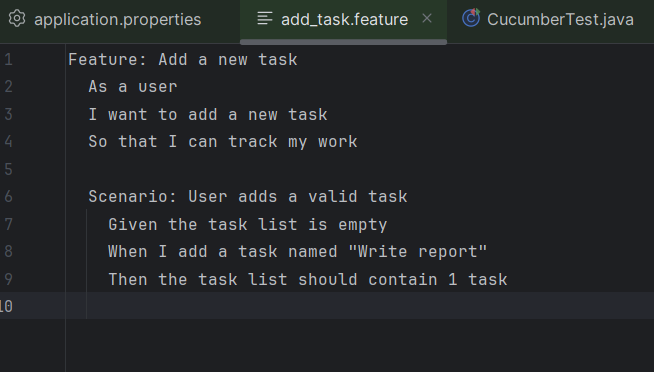 application.properties
add_task.feature
CucumberTest.java
1 Feature: Add a new task
2 As a user
3 I want to add a new task
4 So that I can track my work
5
6 Scenario: User adds a valid task
7 Given the task list is empty
8 When I add a task named "Write report"
9 Then the task list should contain 1 task
10